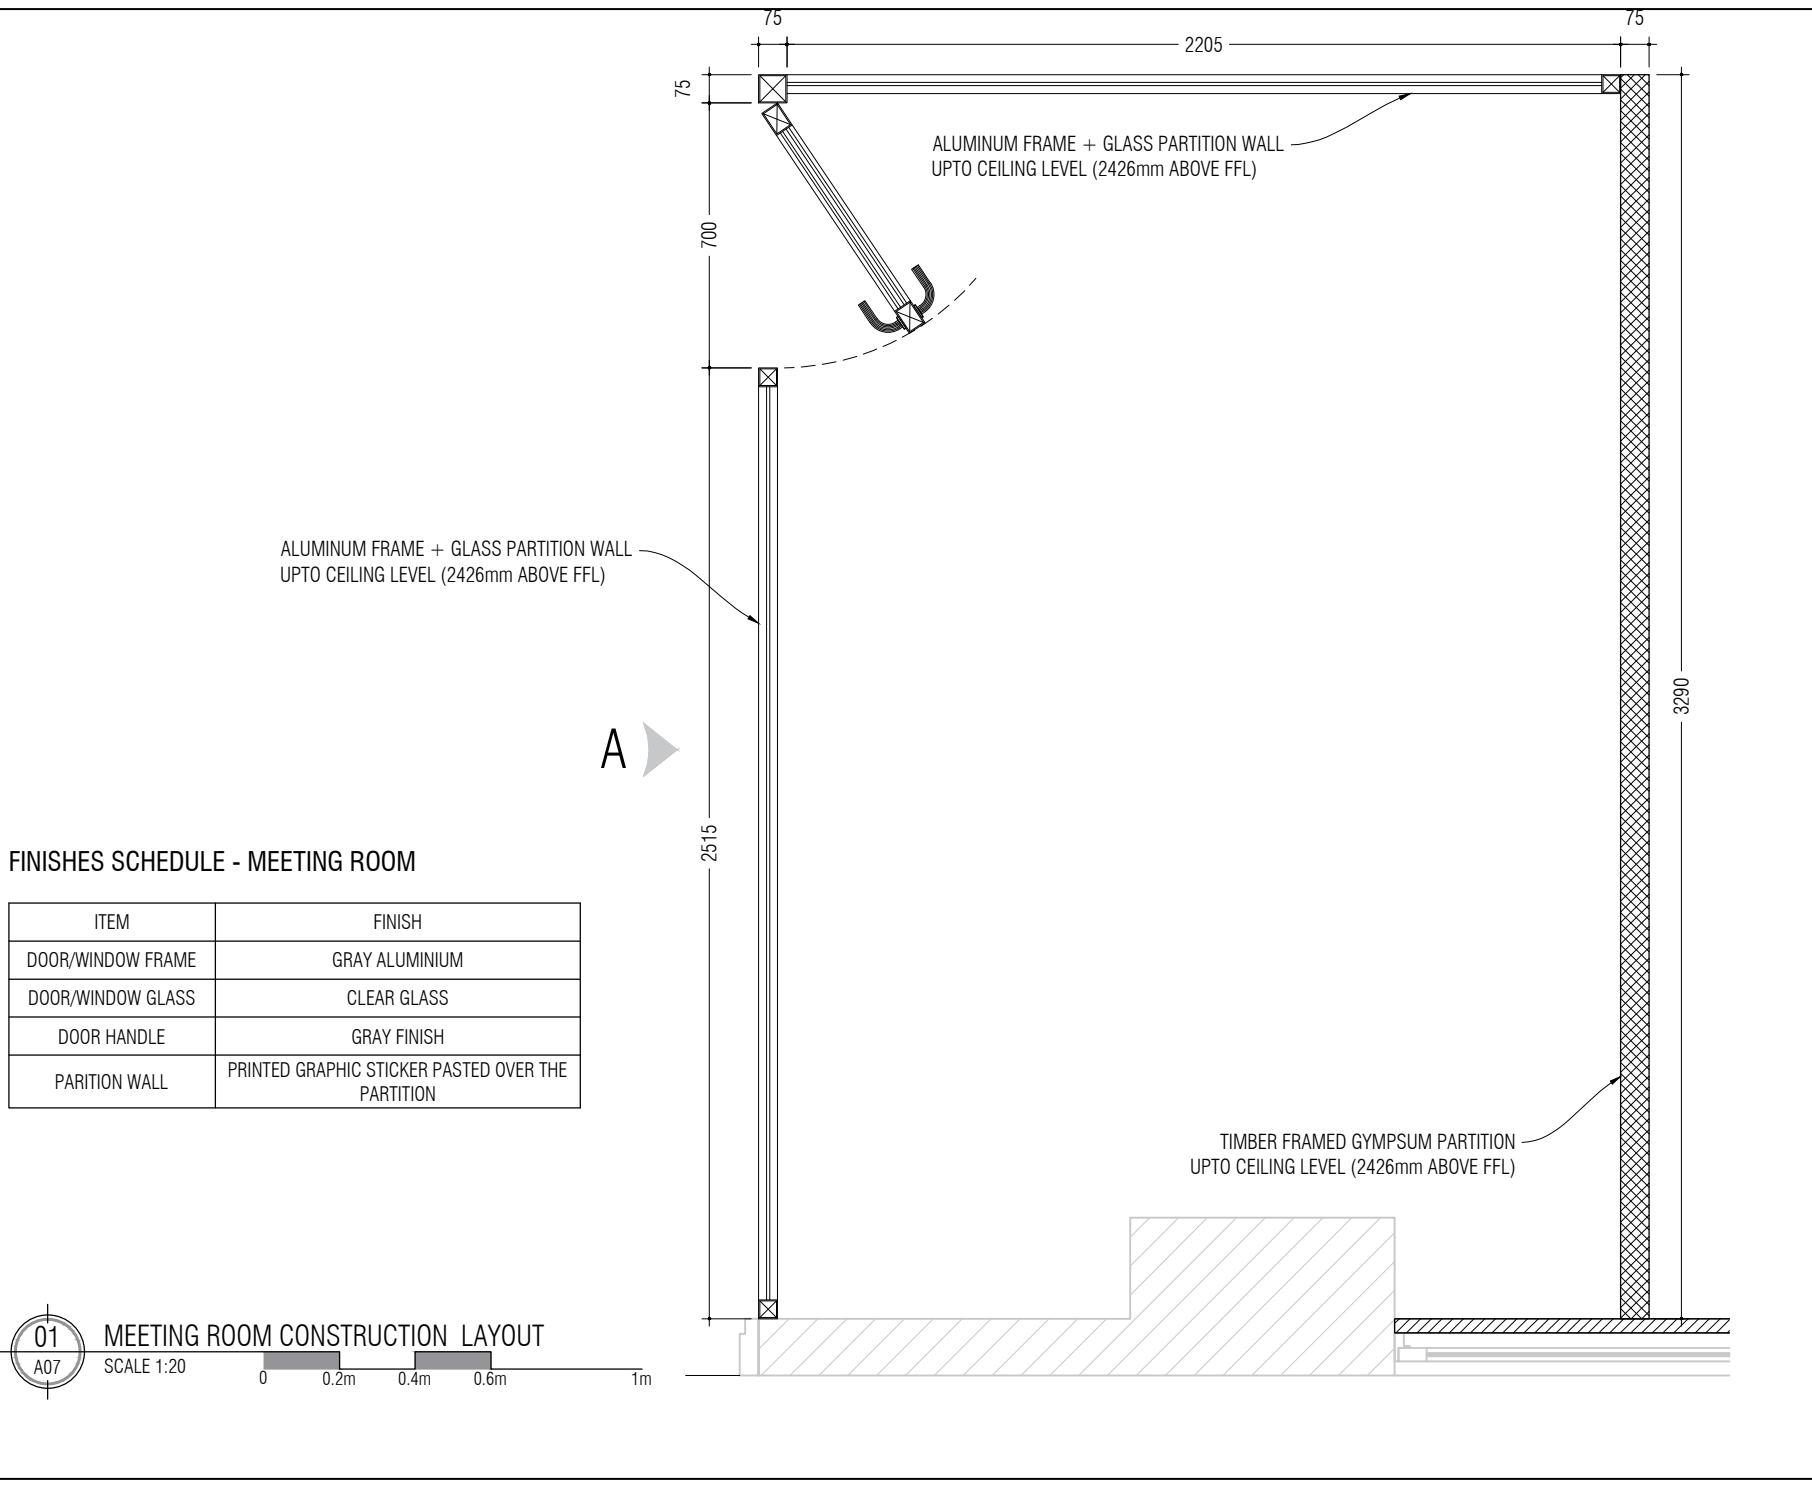 75
75
2205
75
ALUMINUM FRAME + GLASS PARTITION WALL
UPTO CEILING LEVEL (2426mm ABOVE FFL)
700
ALUMINUM FRAME + GLASS PARTITION WALL
UPTO CEILING LEVEL (2426mm ABOVE FFL)
3290
A
2515
FINISHES SCHEDULE - MEETING ROOM
ITEM FINISH
DOOR/WINDOW FRAME GRAY ALUMINIUM
DOOR/WINDOW GLASS CLEAR GLASS
DOOR HANDLE GRAY FINISH
PARITION WALL PRINTED GRAPHIC STICKER PASTED OVER THE
PARTITION
TIMBER FRAMED GYMPSUM PARTITION
UPTO CEILING LEVEL (2426mm ABOVE FFL)
01
A07
MEETING ROOM CONSTRUCTION LAYOUT
SCALE 1:20
0 0.2m 0.4m 0.6m 1m